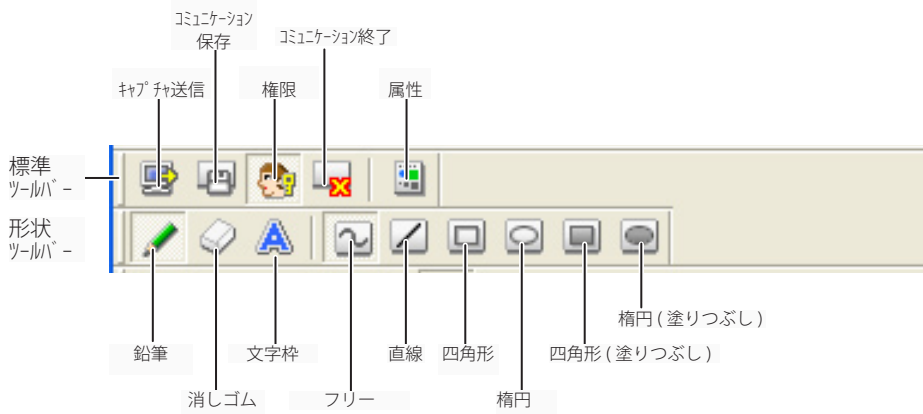 ｺﾐｭﾆｹｰｼｮﾝ
保存
ｺﾐｭﾆｹｰｼｮﾝ終了
ｷｬﾌﾟﾁｬ送信
権限
属性
標準
ﾂｰﾙﾊﾞｰ
形状
ﾂｰﾙﾊﾞｰ
A
楕円(塗りつぶし)
鉛筆
文字枠
直線
四角形
四角形(塗りつぶし)
消しゴム
フリー
楕円